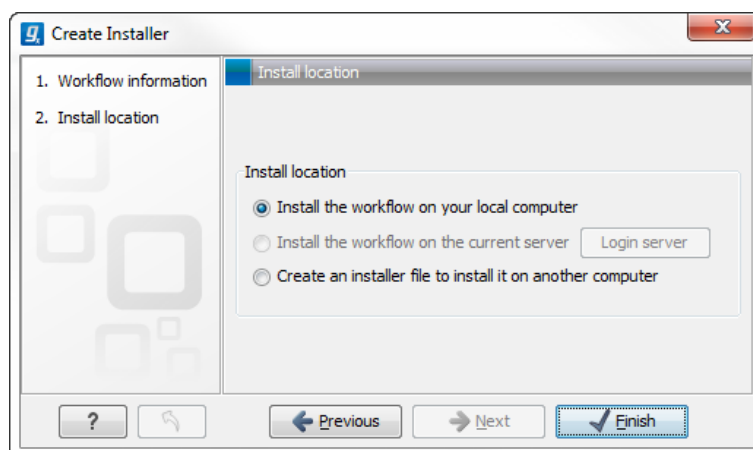 Create Installer
1. Workflow information
2. Install location
Install location
Install location
Install the workflow on your local computer
Install the workflow on the current server Login server
Create an installer file to install it on another computer
? Previous Next Finish